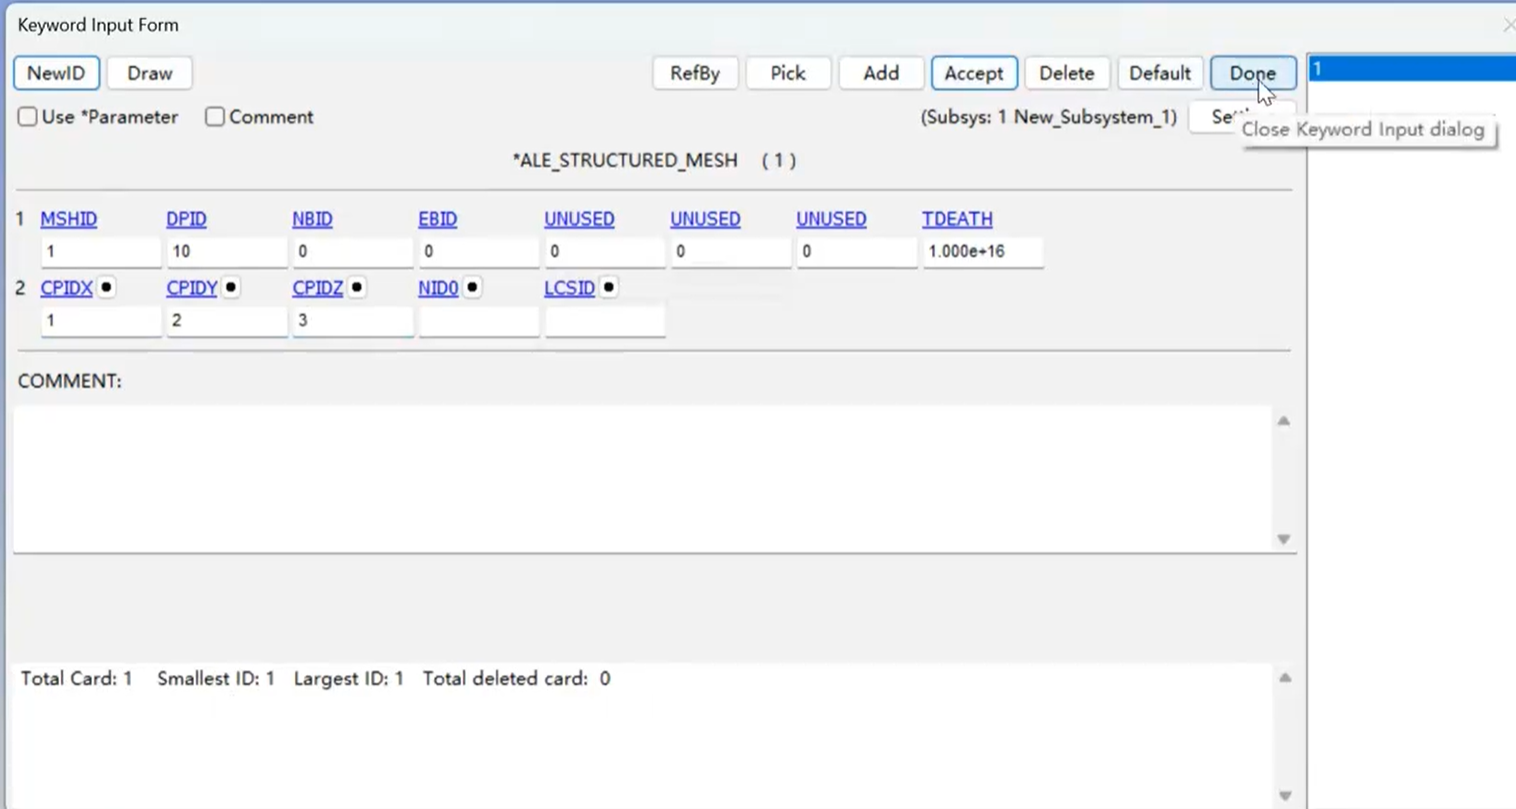 Keyword Input Form
NewID Draw RefBy Pick Add Accept Delete Default Done 1
Use *Parameter Comment (Subsys: 1 New_Subsystem_1)
Close Keyword Input dialog
*ALE_STRUCTURED_MESH ( 1 )
1 MSHID DPID NBID EBID UNUSED UNUSED UNUSED TDEATH
1 10 0 0 0 0 0 1.000e+16
2 CPIDX CPIDY CPIDZ NID0 LCSID
1 2 3
COMMENT:
Total Card: 1 Smallest ID: 1 Largest ID: 1 Total deleted card: 0